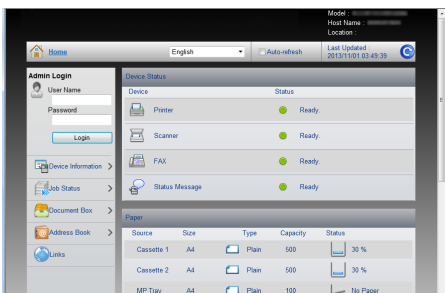 Model :
Host Name :
Location :
Home
English
Auto-refresh
Last Updated :
2013/11/01 03:49:39
Admin Login
User Name
Password
Login
Device Information
Job Status
Document Box
Address Book
Links
Device Status
Device Status
Printer Ready.
Scanner Ready.
FAX Ready.
Status Message Ready
Paper
Source Size Type Capacity Status
Cassette 1 A4 Plain 500 30 %
Cassette 2 A4 Plain 500 30 %
MP Tray A4 Plain 100 No Paper